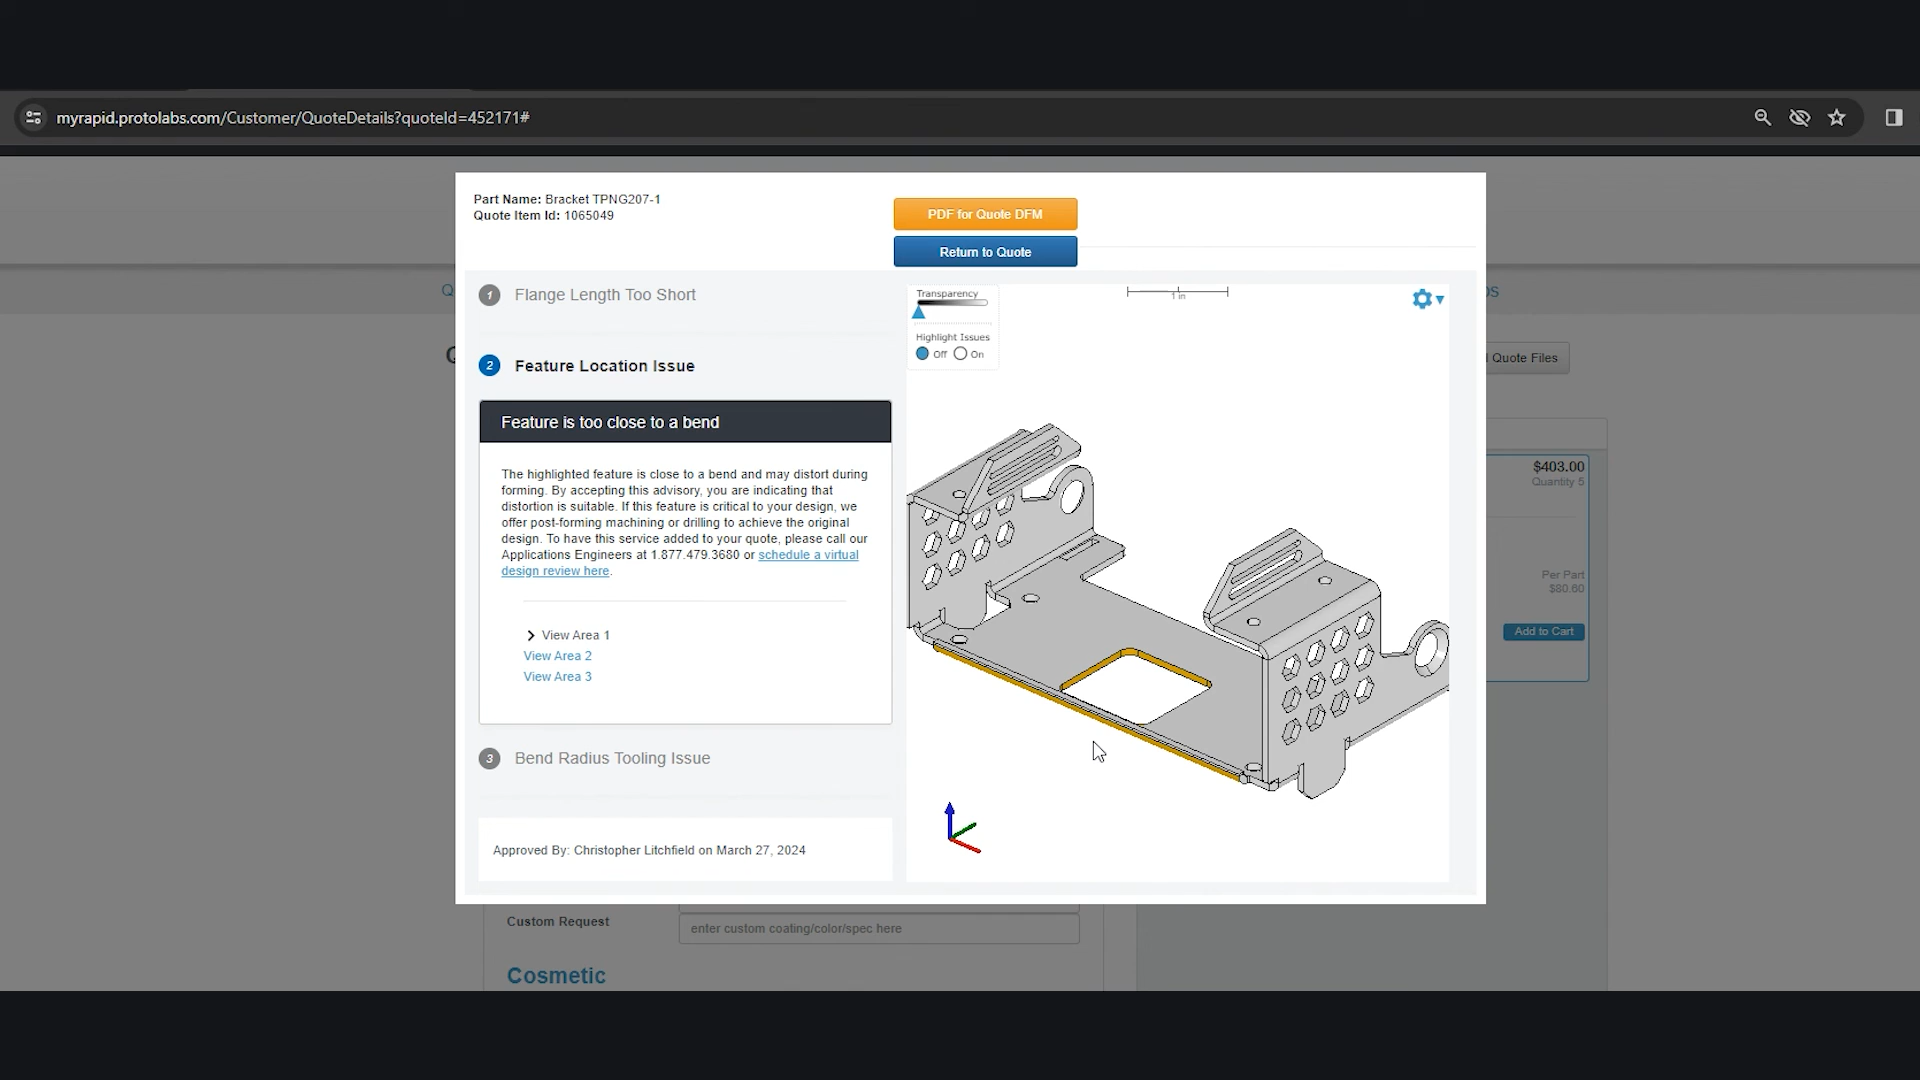 myrapid.protolabs.com/Customer/QuoteDetails?quoteId=452171#
Part Name: Bracket TPNG207-1
Quote Item Id: 1065049
PDF for Quote DFM
Return to Quote
1 Flange Length Too Short
2 Feature Location Issue
Feature is too close to a bend
The highlighted feature is close to a bend and may distort during
forming. By accepting this advisory, you are indicating that
distortion is suitable. If this feature is critical to your design, we
offer post-forming machining or drilling to achieve the original
design. To have this service added to your quote, please call our
Applications Engineers at 1.877.479.3680 or schedule a virtual
design review here.
View Area 1
View Area 2
View Area 3
3 Bend Radius Tooling Issue
Approved By: Christopher Litchfield on March 27, 2024
Transparency
Highlight Issues
Off On
1 in
Quote Files
$403.00
Quantity 5
Per Part
$80.60
Add to Cart
Custom Request
enter custom coating/color/spec here
Cosmetic